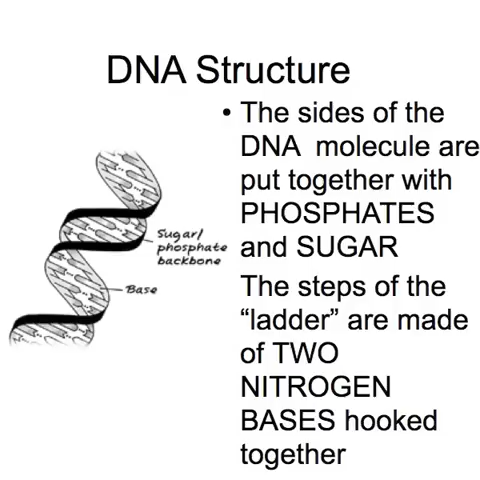 DNA Structure
• The sides of the
DNA molecule are
put together with
PHOSPHATES
and SUGAR
The steps of the
“ladder” are made
of TWO
NITROGEN
BASES hooked
together
Sugar/
phosphate
backbone
Base